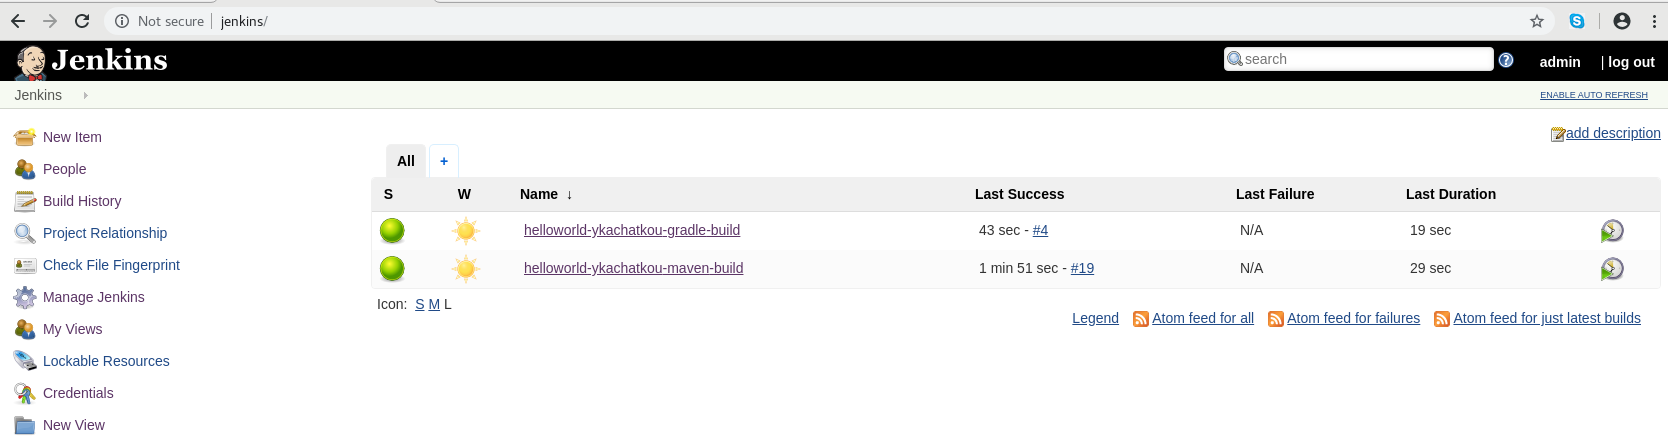 Not secure | jenkins/
Jenkins
search
admin
| log out
Jenkins
ENABLE AUTO REFRESH
New Item
People
Build History
Project Relationship
Check File Fingerprint
Manage Jenkins
My Views
Lockable Resources
Credentials
New View
add description
All +
S W Name ↓ Last Success Last Failure Last Duration
helloworld-ykachatkou-gradle-build 43 sec - #4 N/A 19 sec
helloworld-ykachatkou-maven-build 1 min 51 sec - #19 N/A 29 sec
Icon: S M L
Legend Atom feed for all Atom feed for failures Atom feed for just latest builds